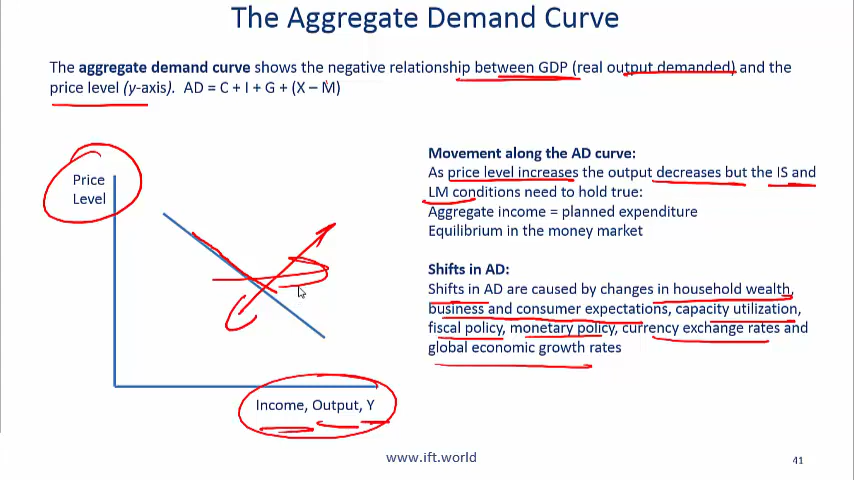 The Aggregate Demand Curve
The aggregate demand curve shows the negative relationship between GDP (real output demanded) and the
price level (y-axis). AD = C + I + G + (X – M)
Price
Level
Income, Output, Y
Movement along the AD curve:
As price level increases the output decreases but the IS and
LM conditions need to hold true:
Aggregate income = planned expenditure
Equilibrium in the money market
Shifts in AD:
Shifts in AD are caused by changes in household wealth,
business and consumer expectations, capacity utilization,
fiscal policy, monetary policy, currency exchange rates and
global economic growth rates
www.ift.world
41